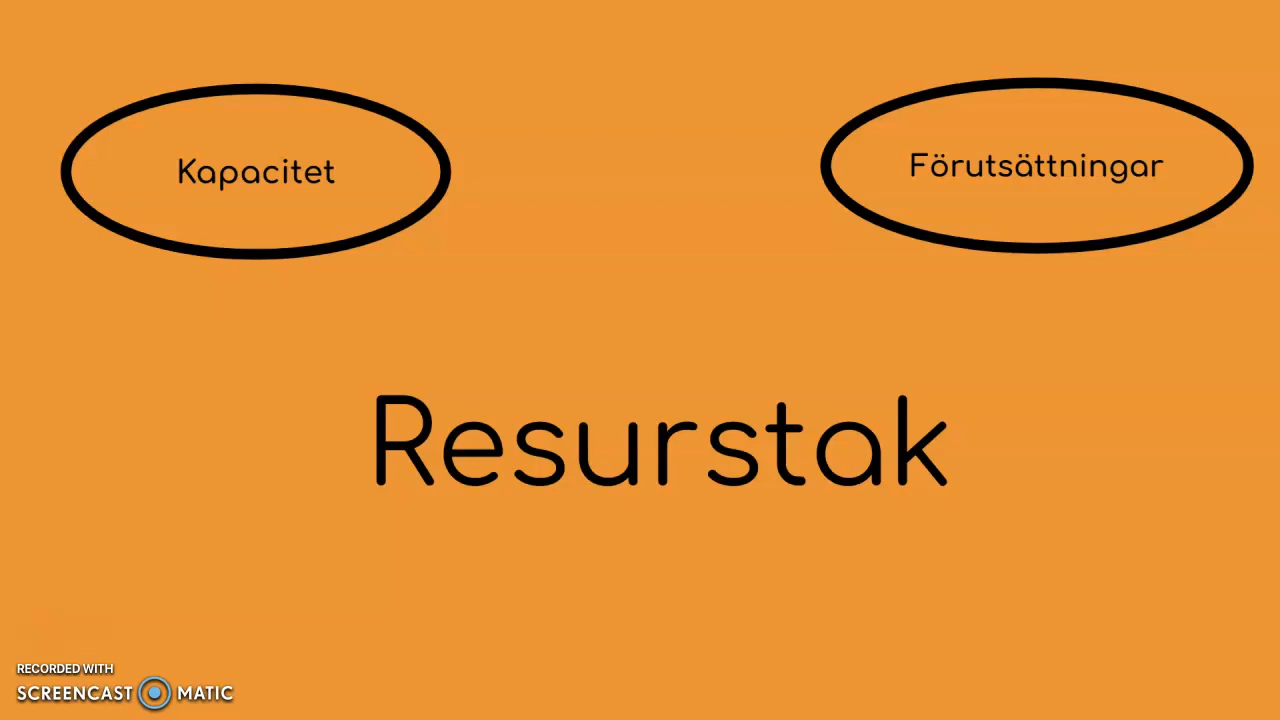 Kapacitet
Förutsättningar
Resurstak
RECORDED WITH
SCREENCAST MATIC